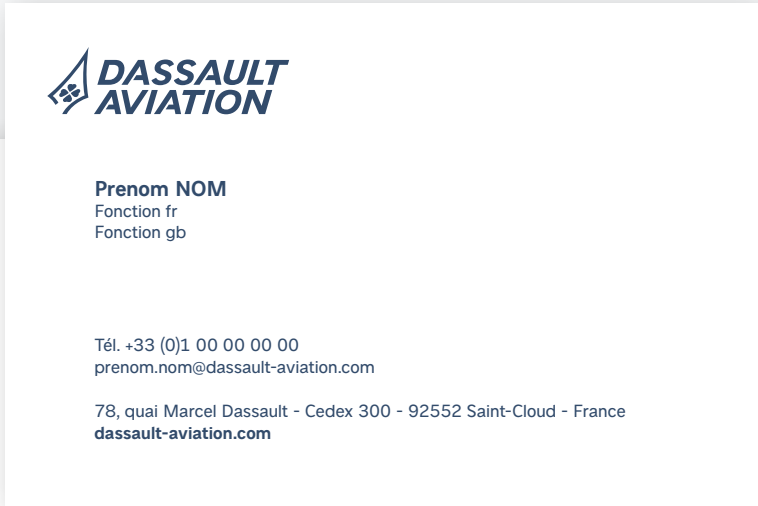 DASSAULT
AVIATION
Prenom NOM
Fonction fr
Fonction gb
Tél. +33 (0)1 00 00 00 00
prenom.nom@dassault-aviation.com
78, quai Marcel Dassault - Cedex 300 - 92552 Saint-Cloud - France
dassault-aviation.com